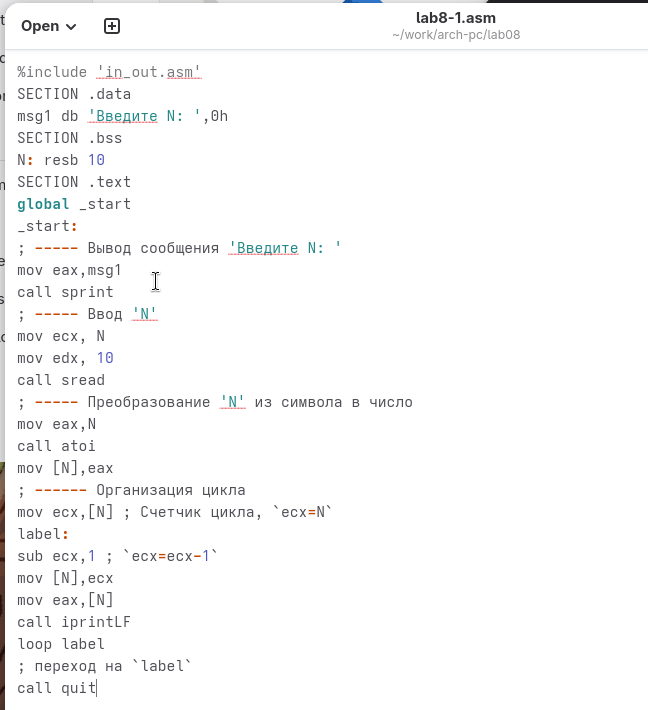 Open
lab8-1.asm
~/work/arch-pc/lab08
%include 'in_out.asm'
SECTION .data
msg1 db 'Введите N: ',0h
SECTION .bss
N: resb 10
SECTION .text
global _start
_start:
; ----- Вывод сообщения 'Введите N: '
mov eax,msg1
call sprint
; ----- Ввод 'N'
mov ecx, N
mov edx, 10
call sread
; ----- Преобразование 'N' из символа в число
mov eax,N
call atoi
mov [N],eax
; ------ Организация цикла
mov ecx,[N] ; Счетчик цикла, `ecx=N`
label:
sub ecx,1 ; `ecx=ecx-1`
mov [N],ecx
mov eax,[N]
call iprintLF
loop label
; переход на `label`
call quit